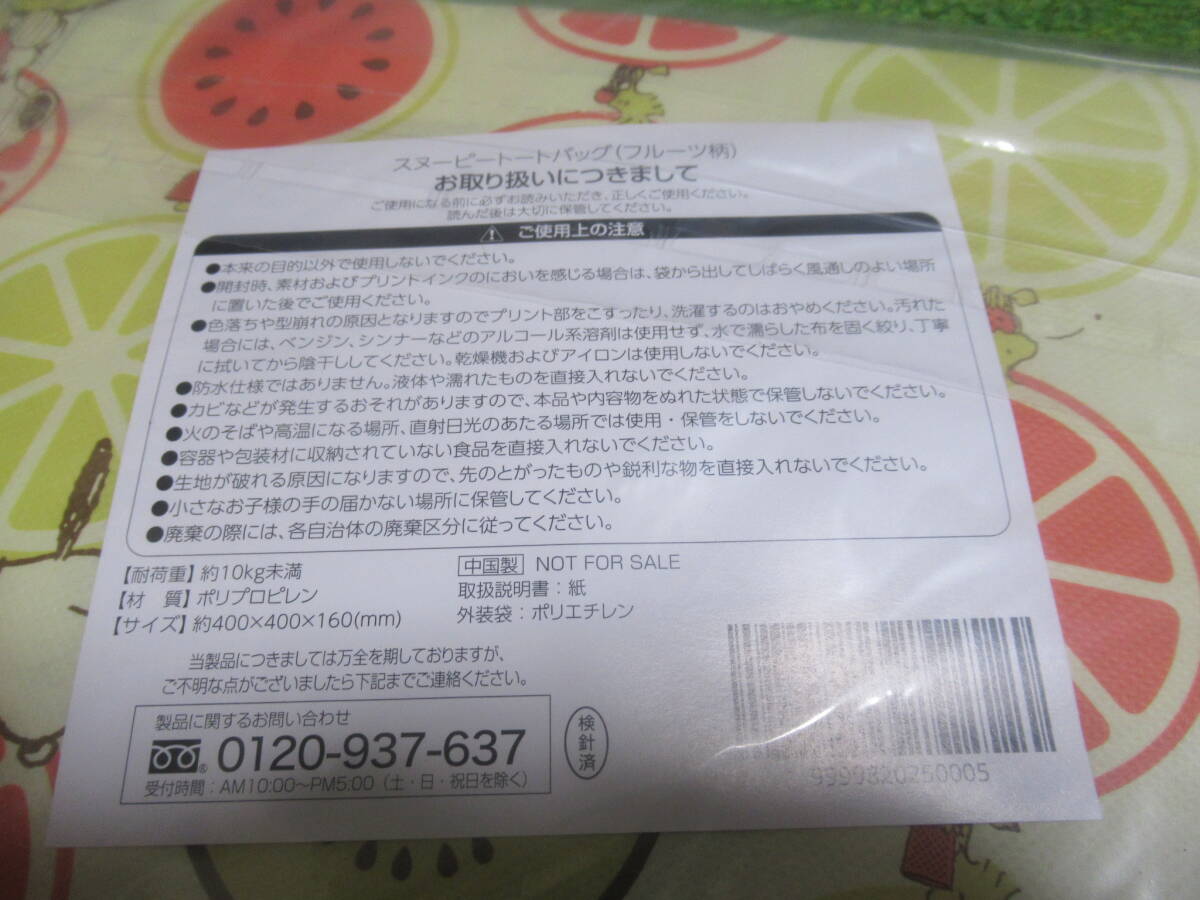 スヌーピートートバッグ(フルーツ柄)
お取り扱いにつきまして
ご使用になる前に必ずお読みいただき、正しくご使用ください。
読んだ後は大切に保管してください。
ご使用上の注意
●本来の目的以外で使用しないでください。
●開封時、素材およびプリントインクのにおいを感じる場合は、袋から出してしばらく風通しのよい場所
に置いた後でご使用ください。
●色落ちや型崩れの原因となりますのでプリント部をこすったり、洗濯するのはおやめください。汚れた
場合には、ベンジン、シンナーなどのアルコール系溶剤は使用せず、水で濡らした布を固く絞り、丁寧
に拭いてから陰干ししてください。乾燥機およびアイロンは使用しないでください。
●防水仕様ではありません。液体や濡れたものを直接入れないでください。
●カビなどが発生するおそれがありますので、本品や内容物をぬれた状態で保管しないでください。
●火のそばや高温になる場所、直射日光のあたる場所では使用・保管をしないでください。
●容器や包装材に収納されていない食品を直接入れないでください。
●生地が破れる原因になりますので、先のとがったものや鋭利な物を直接入れないでください。
●小さなお子様の手の届かない場所に保管してください。
●廃棄の際には、各自治体の廃棄区分に従ってください。
【耐荷重】約10kg未満
【材　質】ポリプロピレン
【サイズ】約400×400×160(mm)
中国製 NOT FOR SALE
取扱説明書：紙
外装袋：ポリエチレン
当製品につきましては万全を期しておりますが、
ご不明な点がございましたら下記までご連絡ください。
製品に関するお問い合わせ
0120-937-637
受付時間：AM10:00～PM5:00（土・日・祝日を除く）
検針済
9999820250005